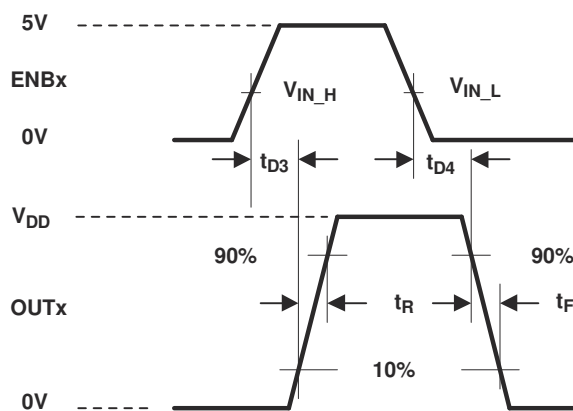 5V
ENBx
V_IN_H
V_IN_L
0V
t_D3
t_D4
V_DD
90%
90%
OUTx
t_R
t_F
10%
0V